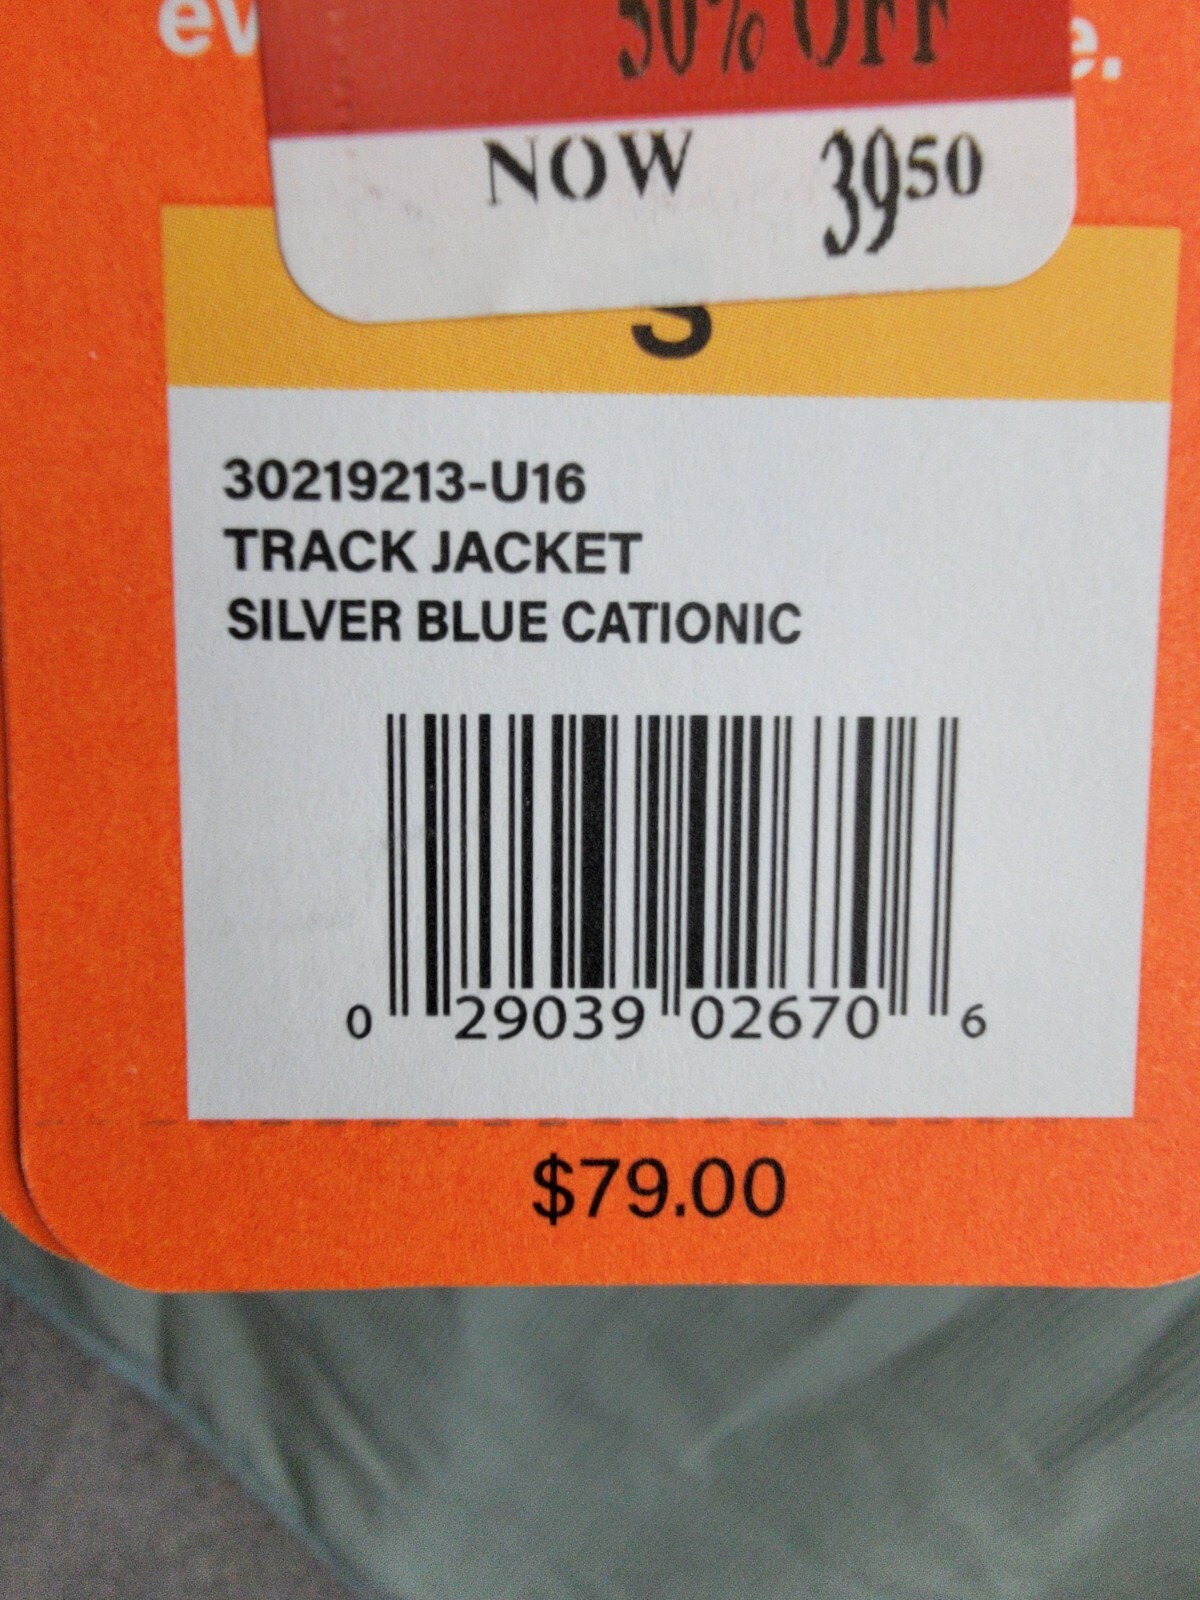 50% OFF
NOW 39 50
S
30219213-U16
TRACK JACKET
SILVER BLUE CATIONIC
0 29039 02670 6
$79.00